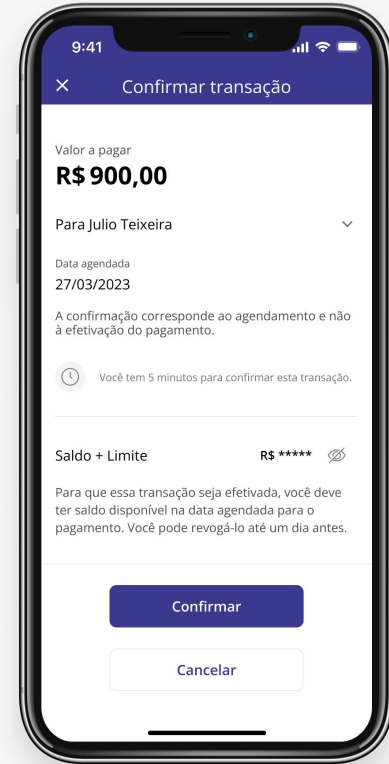 9:41
Confirmar transação
Valor a pagar
R$ 900,00
Para Julio Teixeira
Data agendada
27/03/2023
A confirmação corresponde ao agendamento e não
à efetivação do pagamento.
Você tem 5 minutos para confirmar esta transação.
Saldo + Limite R$ *****
Para que essa transação seja efetivada, você deve
ter saldo disponível na data agendada para o
pagamento. Você pode revogá-lo até um dia antes.
Confirmar
Cancelar